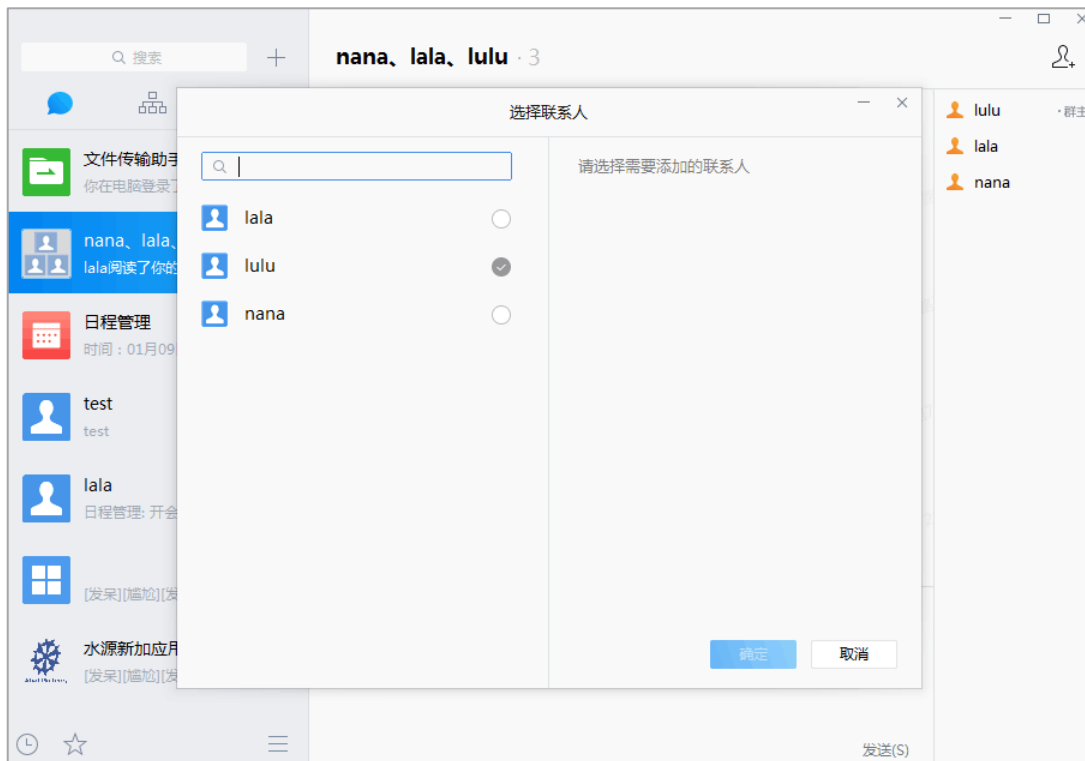 搜索
nana、lala、lulu · 3
文件传输助手
你在电脑登录了
nana、lala、
lala阅读了你的
日程管理
时间：01月09
test
test
lala
日程管理: 开会
[发呆][尴尬][发
水源新加应用
[发呆][尴尬][发
选择联系人
lala
lulu
nana
请选择需要添加的联系人
确定
取消
发送(S)
lulu ·群主
lala
nana